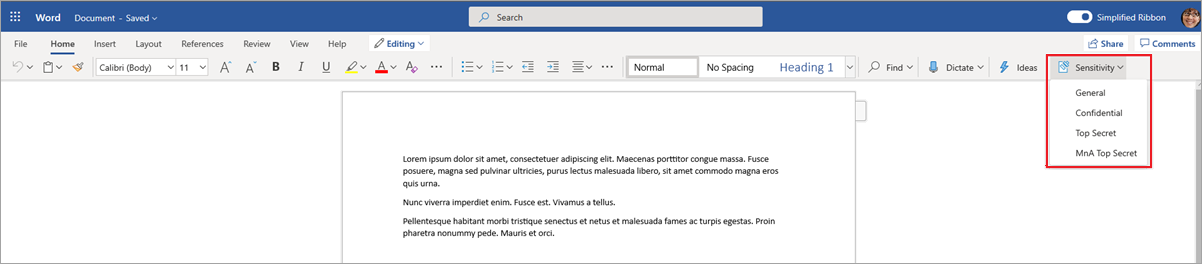 Word Document - Saved Search Simplified Ribbon
File Home Insert Layout References Review View Help Editing Share Comments
Calibri (Body) 11 A A B I U A A Normal No Spacing Heading 1 Find Dictate Ideas Sensitivity
General
Confidential
Top Secret
MnA Top Secret
Lorem ipsum dolor sit amet, consectetuer adipiscing elit. Maecenas porttitor congue massa. Fusce
posuere, magna sed pulvinar ultricies, purus lectus malesuada libero, sit amet commodo magna eros
quis urna.
Nunc viverra imperdiet enim. Fusce est. Vivamus a tellus.
Pellentesque habitant morbi tristique senectus et netus et malesuada fames ac turpis egestas. Proin
pharetra nonummy pede. Mauris et orci.